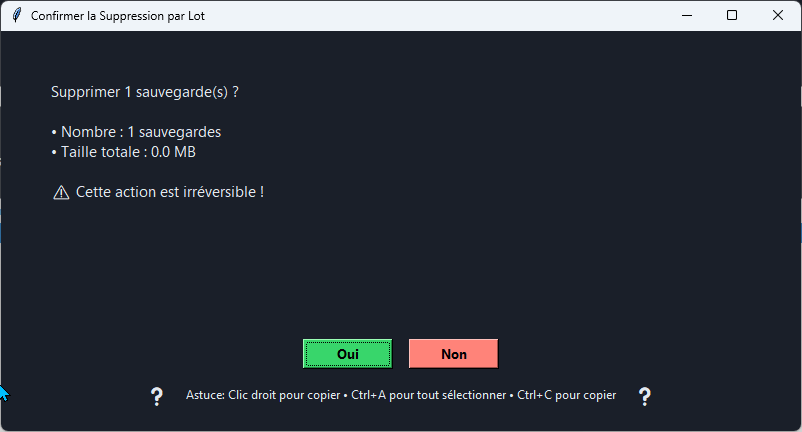 Confirmer la Suppression par Lot
Supprimer 1 sauvegarde(s) ?
• Nombre : 1 sauvegardes
• Taille totale : 0.0 MB
⚠ Cette action est irréversible !
Oui Non
? Astuce: Clic droit pour copier • Ctrl+A pour tout sélectionner • Ctrl+C pour copier ?